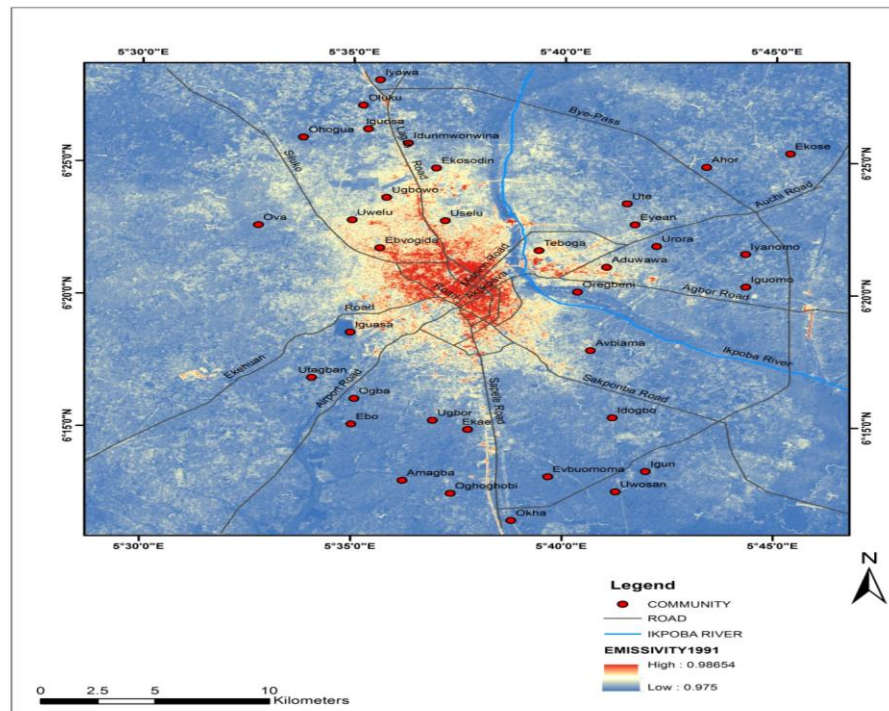 5°30'0"E 5°35'0"E 5°40'0"E 5°45'0"E
Iyowa
Oluku
Bye-Pass
Iguosa
Ohogua
Idunmwonwina
Lagos Road
Ekose
6°25'0"N 6°25'0"N
Siluko
Ekosodin
Ahor
Auchi Road
Ugbowo
Ute
Ova
Uwelu
Uselu
Eyean
Ebvogida
Teboga
Urora
Iyanomo
Aduwawa
Road
6°20'0"N 6°20'0"N
Oregbeni
Iguomo
Agbor Road
Road
Iguasa
Avbiama
Ikpoba River
Ekehuan
Utagban
Airport Road
Ogba
Sapele Road
Sakponba Road
6°15'0"N 6°15'0"N
Ebo
Ugbor
Ekae
Idogbo
Amagba
Evbuomoma
Igun
Oghoghobi
Uwosan
Okha
5°30'0"E 5°35'0"E 5°40'0"E 5°45'0"E
N
Legend
COMMUNITY
ROAD
IKPOBA RIVER
EMISSIVITY1991
High : 0.98654
Low : 0.975
0 2.5 5 10
Kilometers